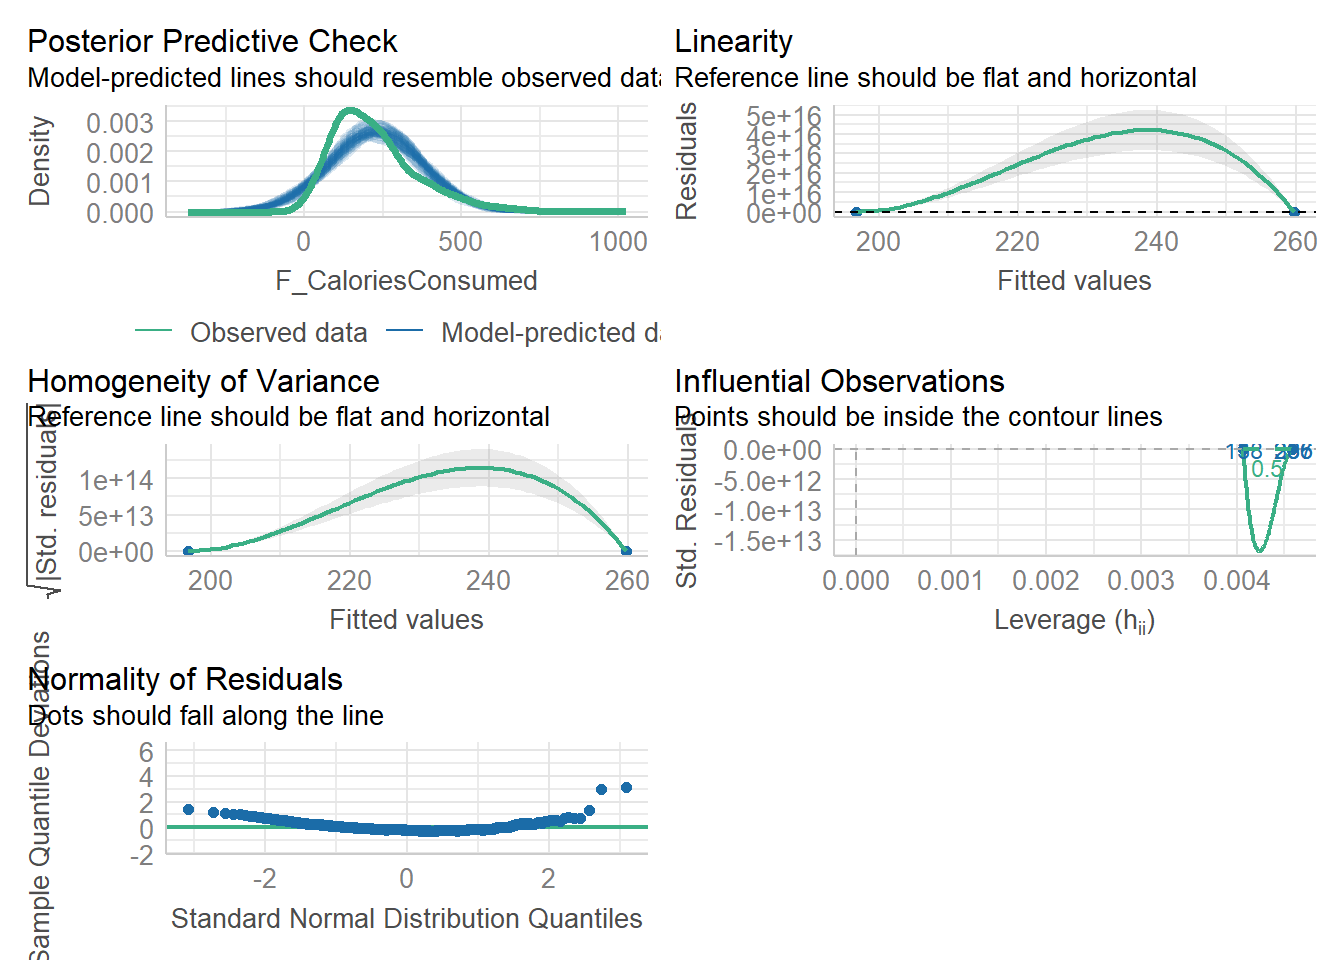 Posterior Predictive Check
Model-predicted lines should resemble observed data
Density
0.003
0.002
0.001
0.000
0
500
1000
F_CaloriesConsumed
Observed data
Model-predicted da
Linearity
Reference line should be flat and horizontal
Residuals
5e+16
4e+16
3e+16
2e+16
1e+16
0e+00
200
220
240
260
Fitted values
Homogeneity of Variance
Reference line should be flat and horizontal
√|Std. residuals|
1e+14
5e+13
0e+00
200
220
240
260
Fitted values
Influential Observations
Points should be inside the contour lines
Std. Residuals
0.0e+00
-5.0e+12
-1.0e+13
-1.5e+13
0.5
0.000
0.001
0.002
0.003
0.004
Leverage (hii)
Normality of Residuals
Dots should fall along the line
Sample Quantile Deviations
6
4
2
0
-2
-2
0
2
Standard Normal Distribution Quantiles